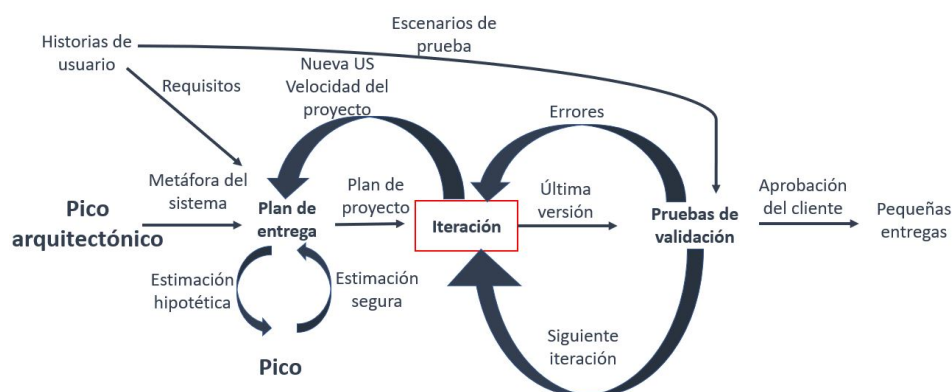 Escenarios de
prueba
Historias de
usuario
Nueva US
Velocidad del
proyecto
Requisitos
Errores
Metáfora del
sistema
Plan de
proyecto
Última
versión
Aprobación
del cliente
Pico
arquitectónico
Plan de
entrega
Iteración
Pruebas de
validación
Pequeñas
entregas
Estimación
hipotética
Estimación
segura
Siguiente
iteración
Pico